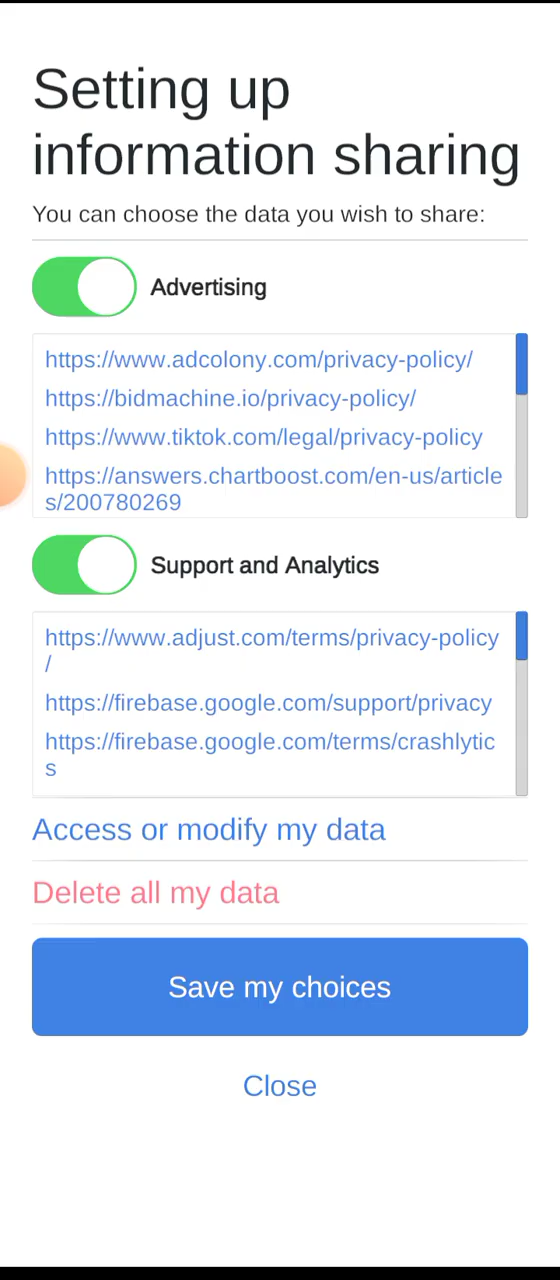 Setting up
information sharing
You can choose the data you wish to share:
Advertising
https://www.adcolony.com/privacy-policy/
https://bidmachine.io/privacy-policy/
https://www.tiktok.com/legal/privacy-policy
https://answers.chartboost.com/en-us/article
s/200780269
Support and Analytics
https://www.adjust.com/terms/privacy-policy
/
https://firebase.google.com/support/privacy
https://firebase.google.com/terms/crashlytic
s
Access or modify my data
Delete all my data
Save my choices
Close